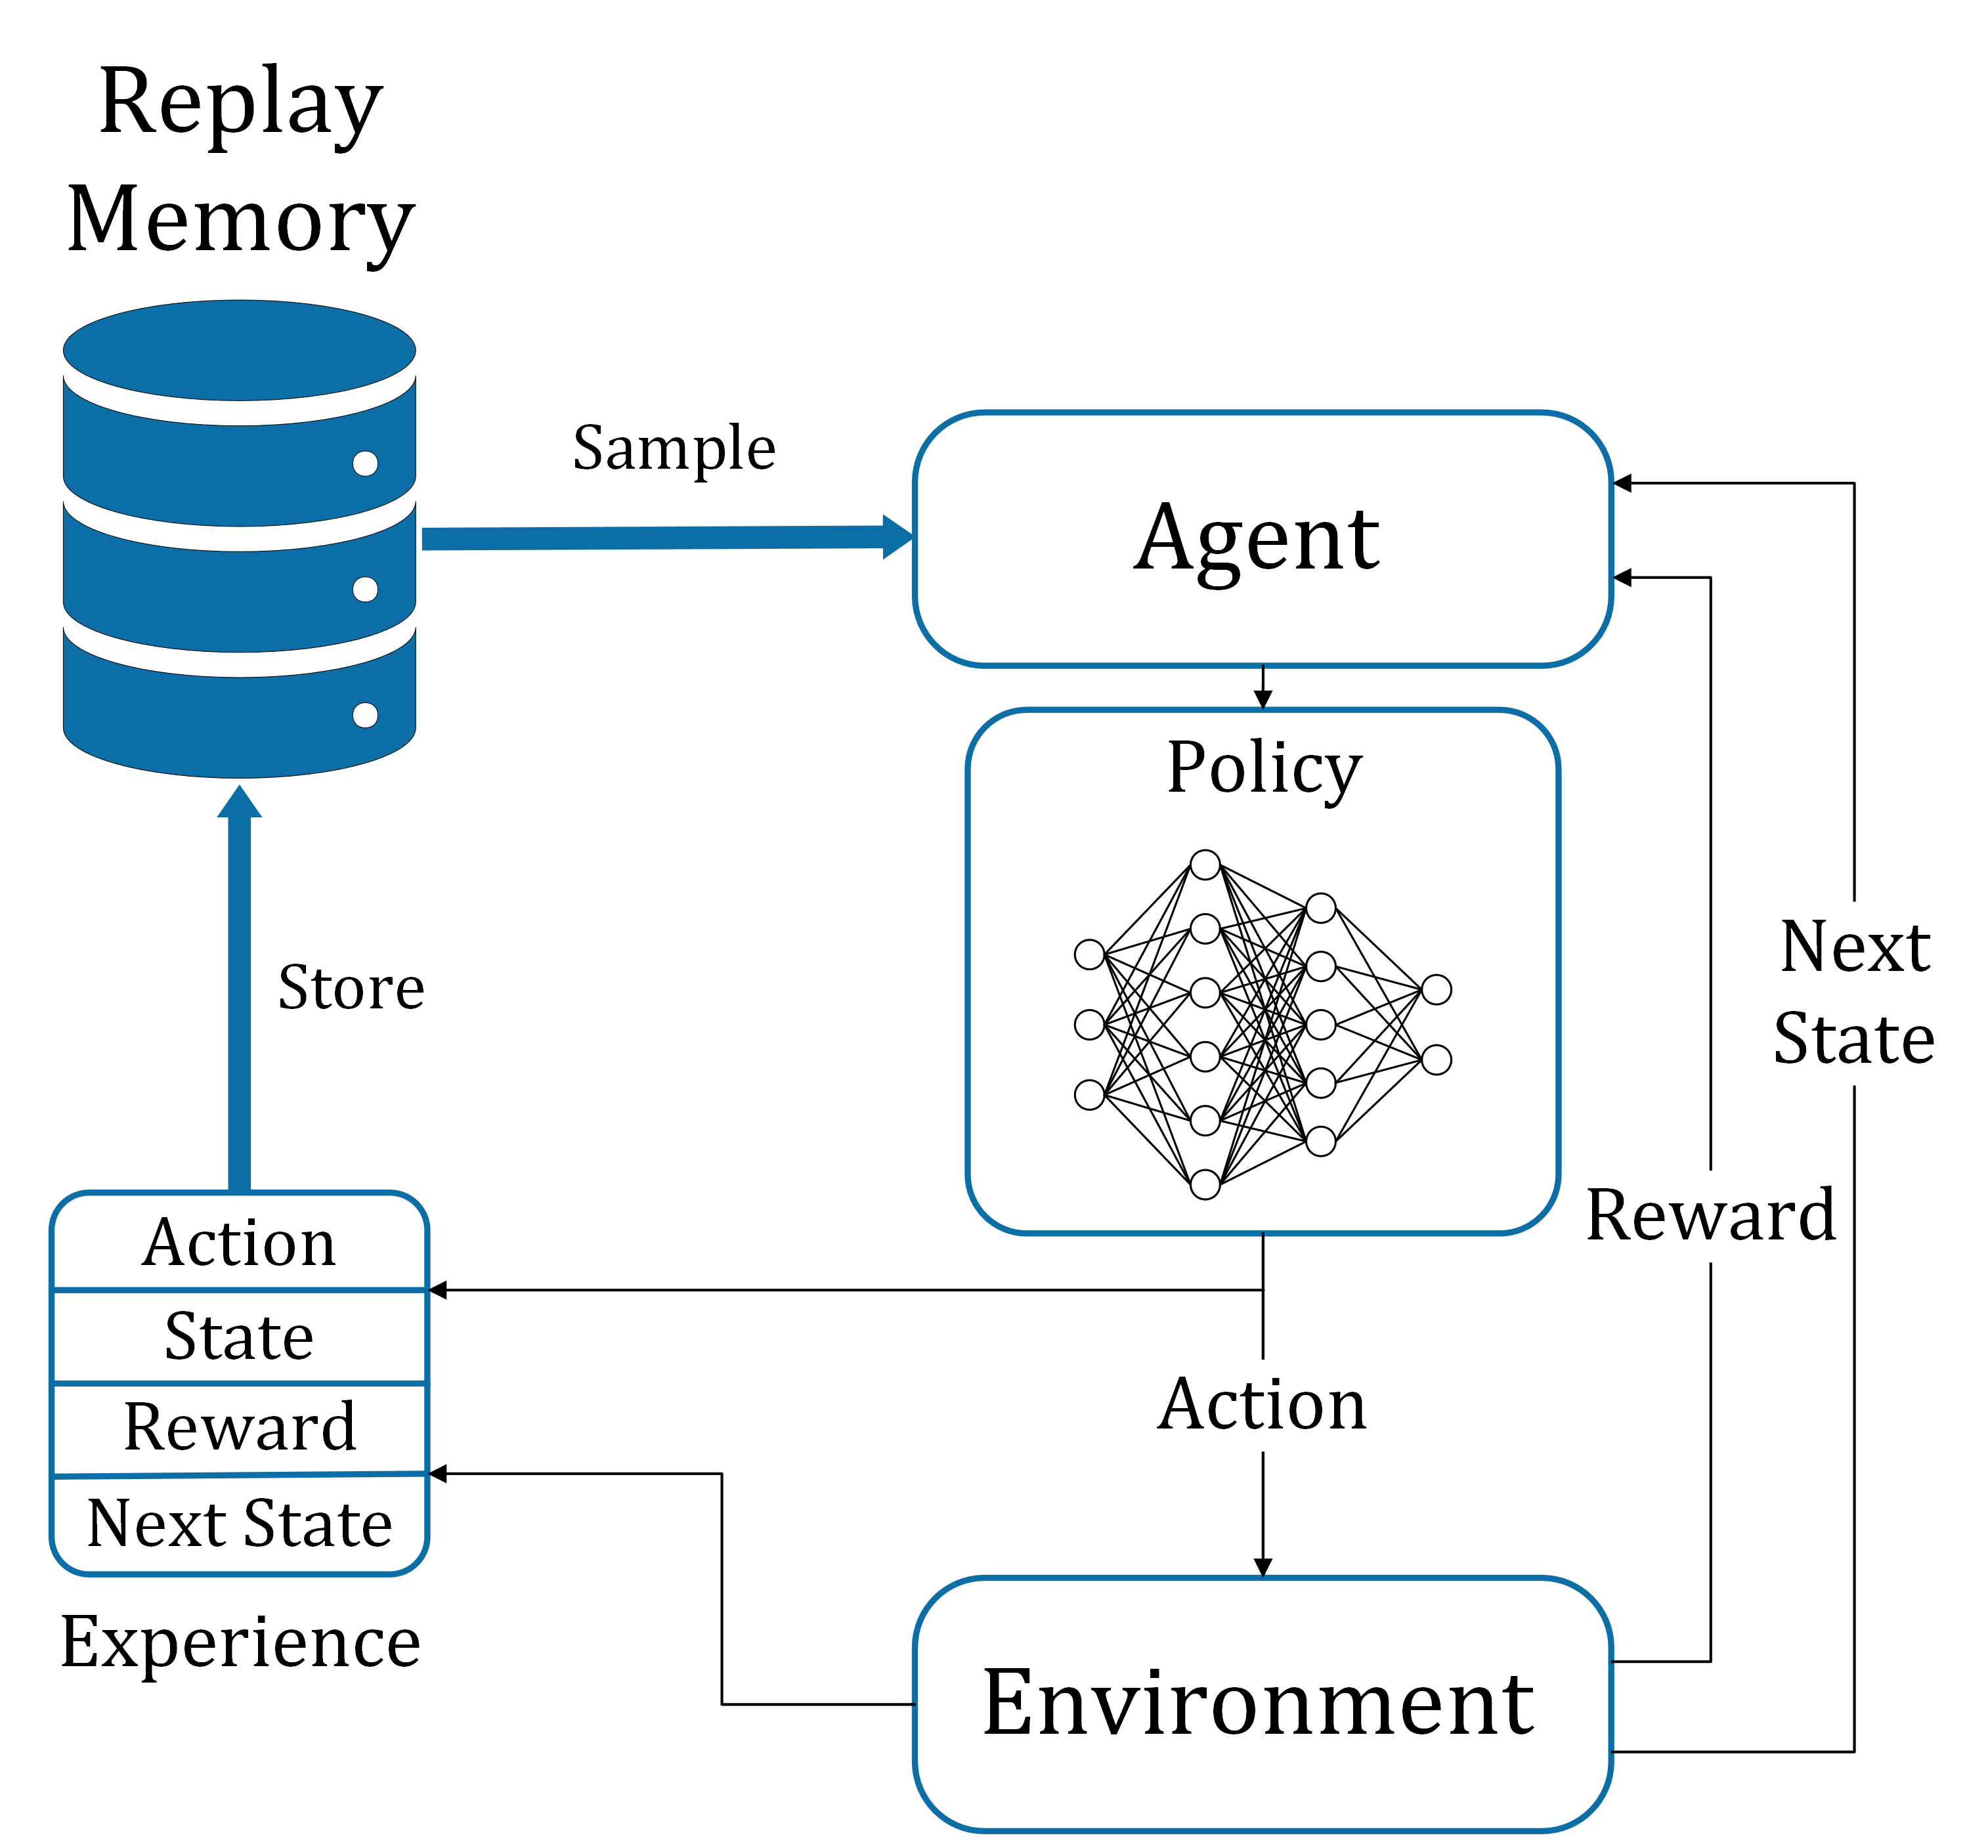 Replay
Memory
Sample
Agent
Policy
Next
State
Store
Reward
Action
State
Reward
Next State
Action
Experience
Environment